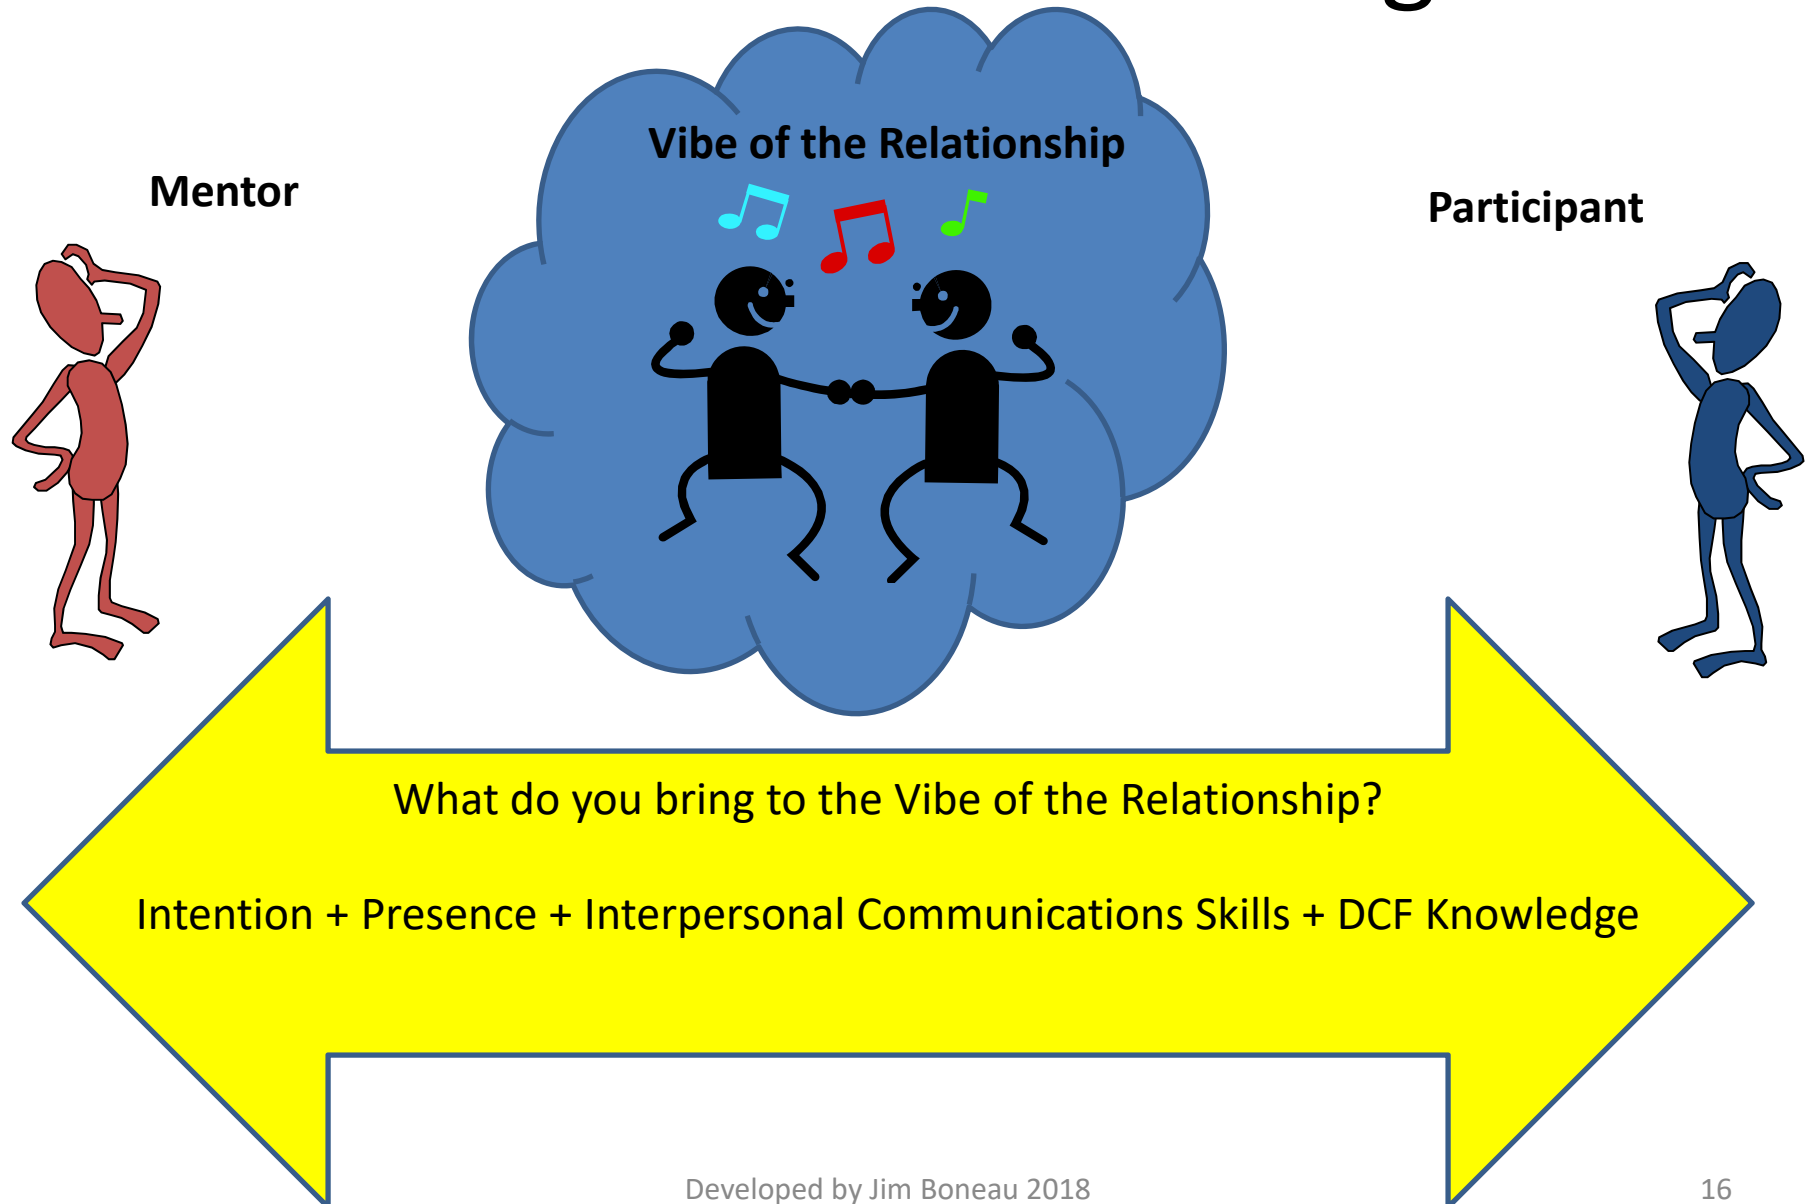 Vibe of the Relationship
Mentor
Participant
What do you bring to the Vibe of the Relationship?
Intention + Presence + Interpersonal Communications Skills + DCF Knowledge
Developed by Jim Boneau 2018
16